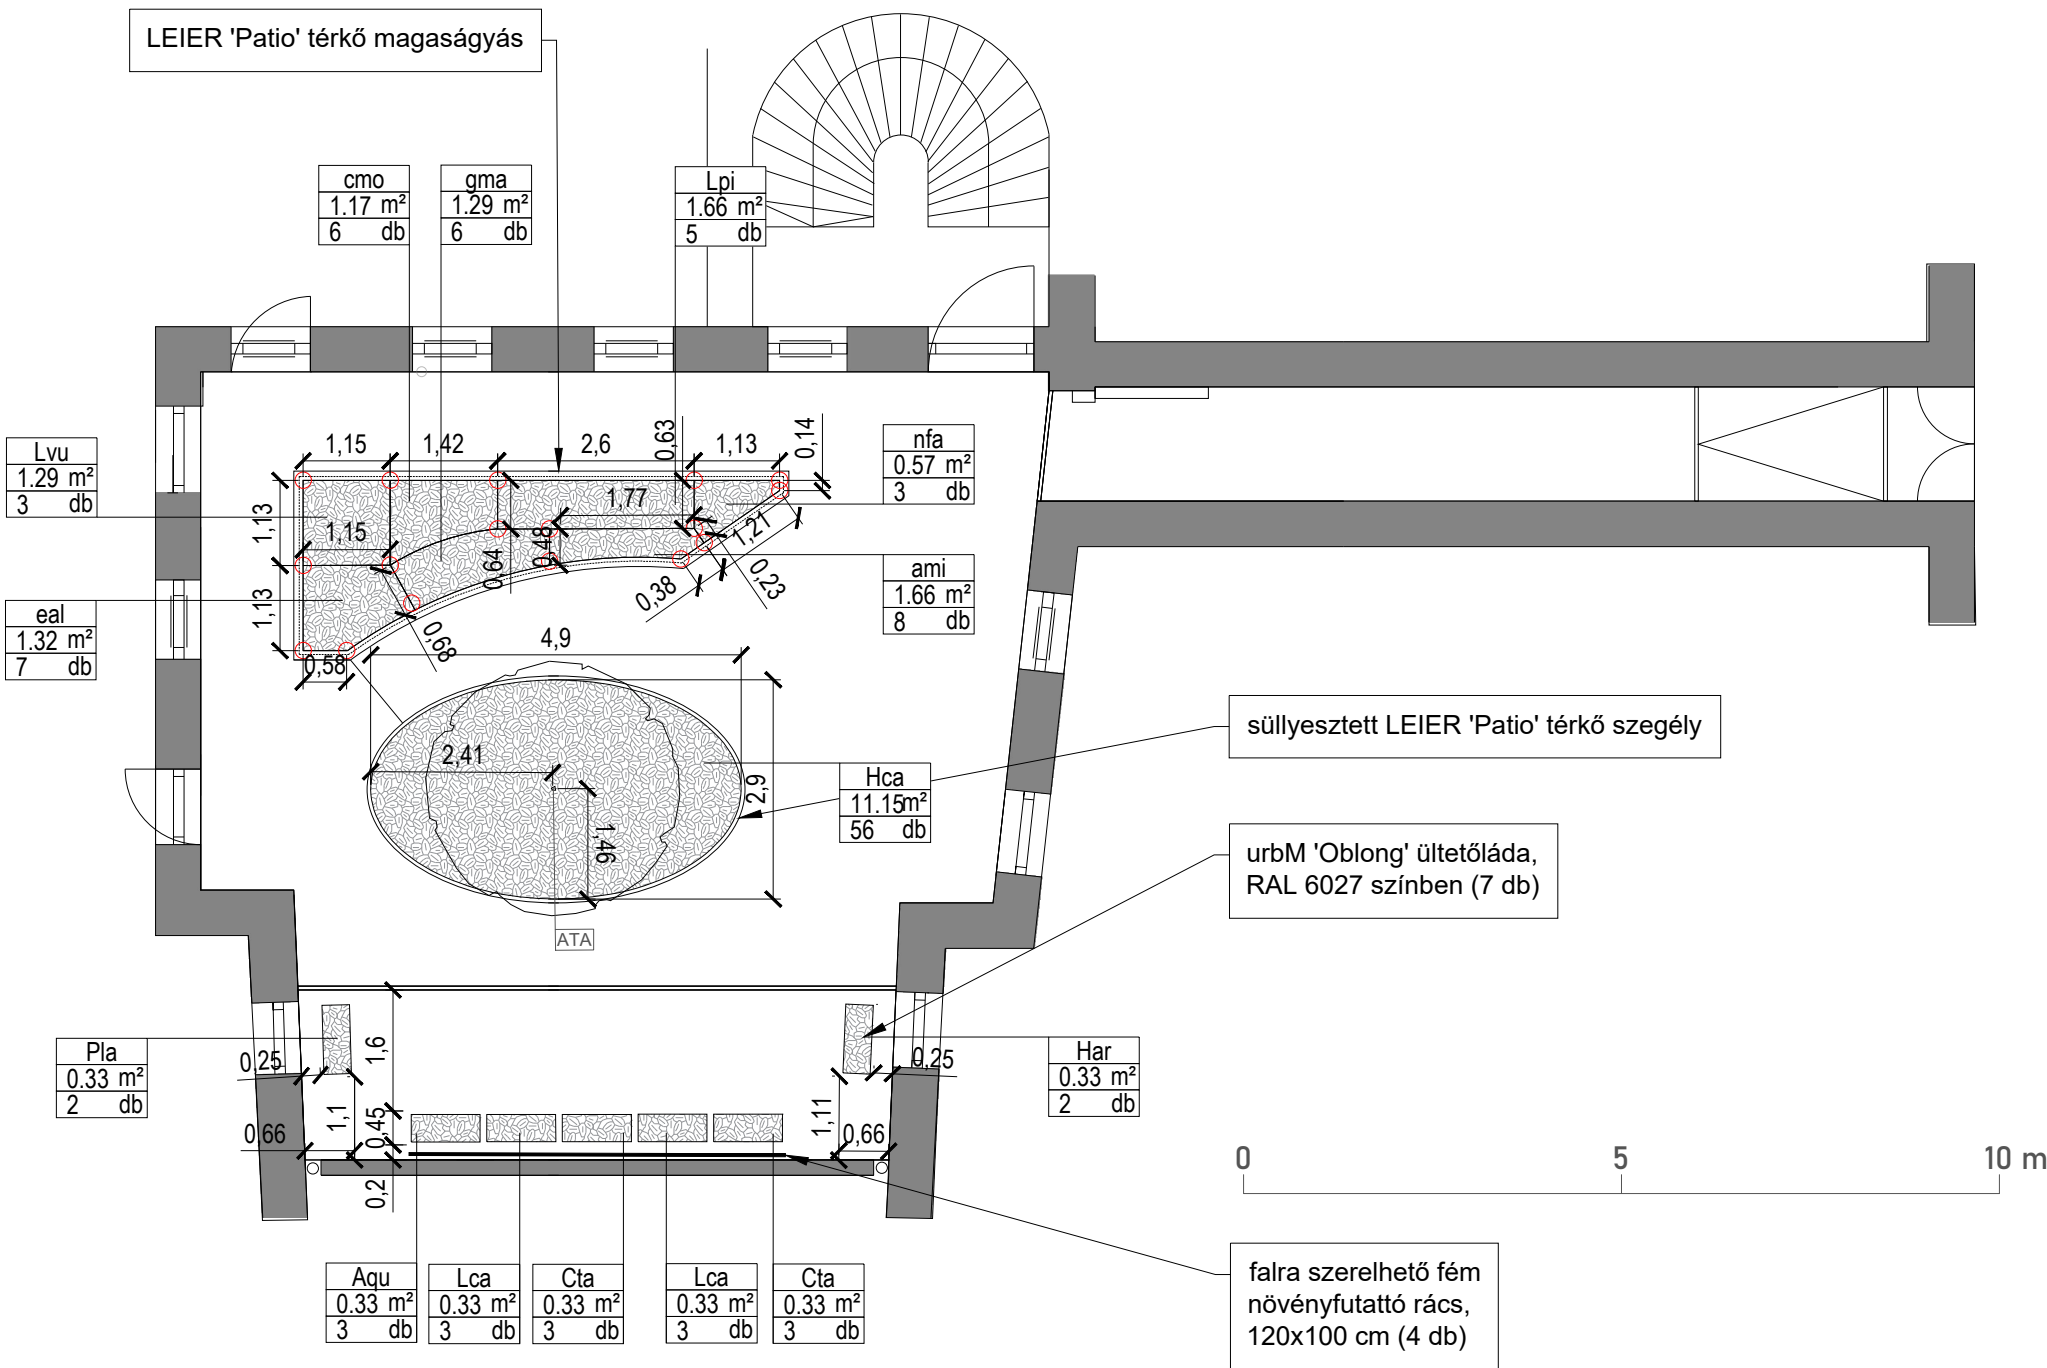 LEIER 'Patio' térkő magaságyás
cmo
1.17 m²
6 db
gma
1.29 m²
6 db
Lpi
1.66 m²
5 db
Lvu
1.29 m²
3 db
1,15
1,42
2,6
0,63
1,13
0,14
nfa
0.57 m²
3 db
1,13
1,15
1,77
0,64
0,48
1,21
0,23
0,38
ami
1.66 m²
8 db
eal
1.32 m²
7 db
1,13
0,58
0,68
4,9
süllyesztett LEIER 'Patio' térkő szegély
2,41
2,9
Hca
11.15 m²
56 db
1,46
ATA
urbM 'Oblong' ültetőláda,
RAL 6027 színben (7 db)
Pla
0.33 m²
2 db
0,25
1,6
0,25
Har
0.33 m²
2 db
0,66
1,1
0,45
1,11
0,66
0,2
0
5
10 m
Aqu
0.33 m²
3 db
Lca
0.33 m²
3 db
Cta
0.33 m²
3 db
Lca
0.33 m²
3 db
Cta
0.33 m²
3 db
falra szerelhető fém
növényfuttató rács,
120x100 cm (4 db)